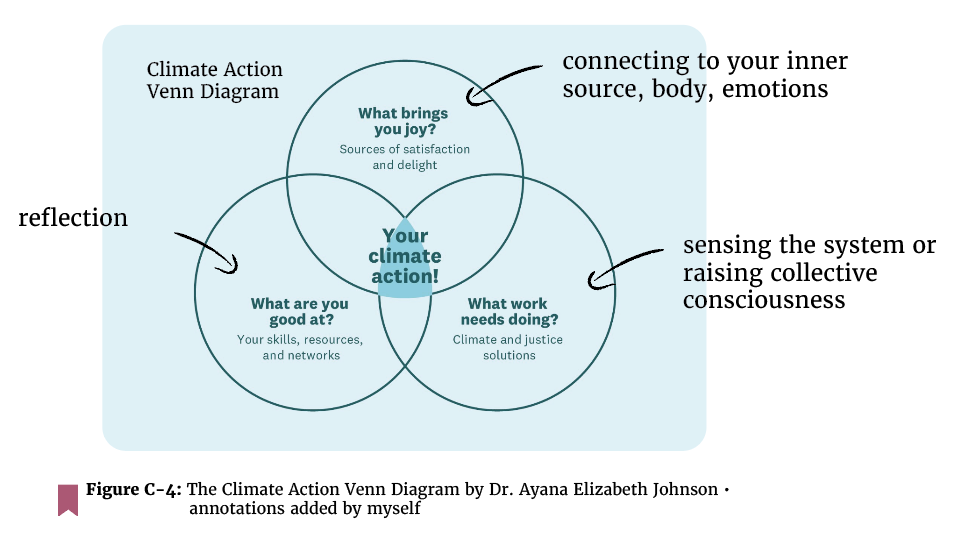 Climate Action
Venn Diagram
connecting to your inner
source, body, emotions
What brings
you joy?
Sources of satisfaction
and delight
reflection
Your
climate
action!
sensing the system or
raising collective
consciousness
What are you
good at?
Your skills, resources,
and networks
What work
needs doing?
Climate and justice
solutions
Figure C-4: The Climate Action Venn Diagram by Dr. Ayana Elizabeth Johnson •
annotations added by myself